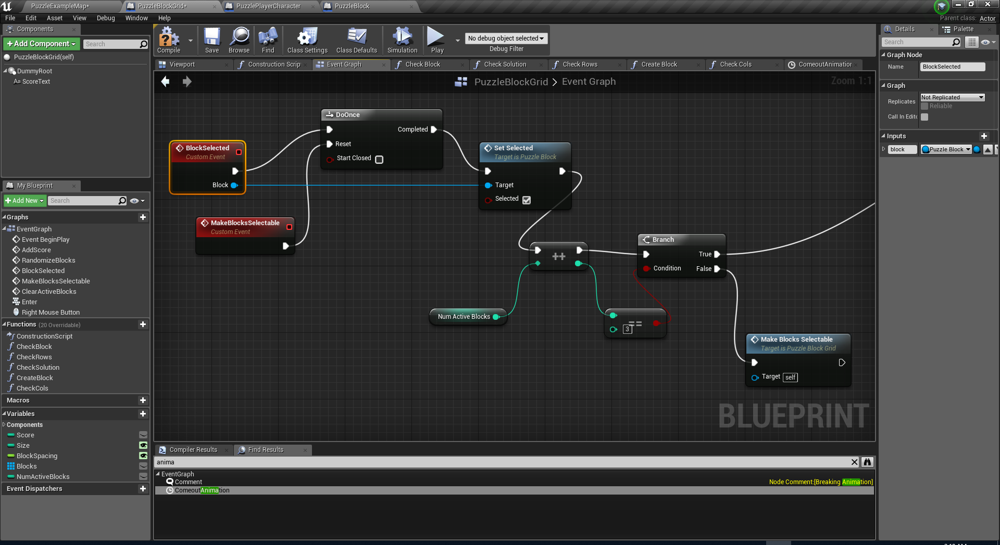 PuzzleExampleMap*
PuzzleBlockGrid*
PuzzlePlayerCharacter
PuzzleBlock
File Edit Asset View Debug Window Help
Parent class: Actor
Components
+ Add Component
Search
PuzzleBlockGrid(self)
DummyRoot
Aa ScoreText
My Blueprint
+ Add New
Search
Graphs
EventGraph
Event BeginPlay
AddScore
RandomizeBlocks
BlockSelected
MakeBlocksSelectable
ClearActiveBlocks
Enter
Right Mouse Button
Functions (20 Overridable)
ConstructionScript
CheckBlock
CheckRows
CheckSolution
CreateBlock
CheckCols
Macros
Variables
Components
Score
Size
BlockSpacing
Blocks
NumActiveBlocks
Event Dispatchers
Compile
Save
Browse
Find
Class Settings
Class Defaults
Simulation
Play
No debug object selected
Debug Filter
Viewport
Construction Scrip
Event Graph
Check Block
Check Solution
Check Rows
Create Block
Check Cols
ComeoutAnimation
PuzzleBlockGrid > Event Graph
Zoom 1:1
DoOnce
Completed
Reset
Start Closed
BlockSelected
Custom Event
Block
MakeBlocksSelectable
Custom Event
Set Selected
Target is Puzzle Block
Target
Selected
++
Num Active Blocks
Branch
True
Condition
False
==
3
Make Blocks Selectable
Target is Puzzle Block Grid
Target self
BLUEPRINT
Compiler Results
Find Results
anima
EventGraph
Comment
Node Comment:[Breaking Animation]
ComeoutAnimation
Details
Palette
Search
Graph Node
Name BlockSelected
Graph
Replicates Not Replicated
Reliable
Call In Edito
Inputs
block Puzzle Block